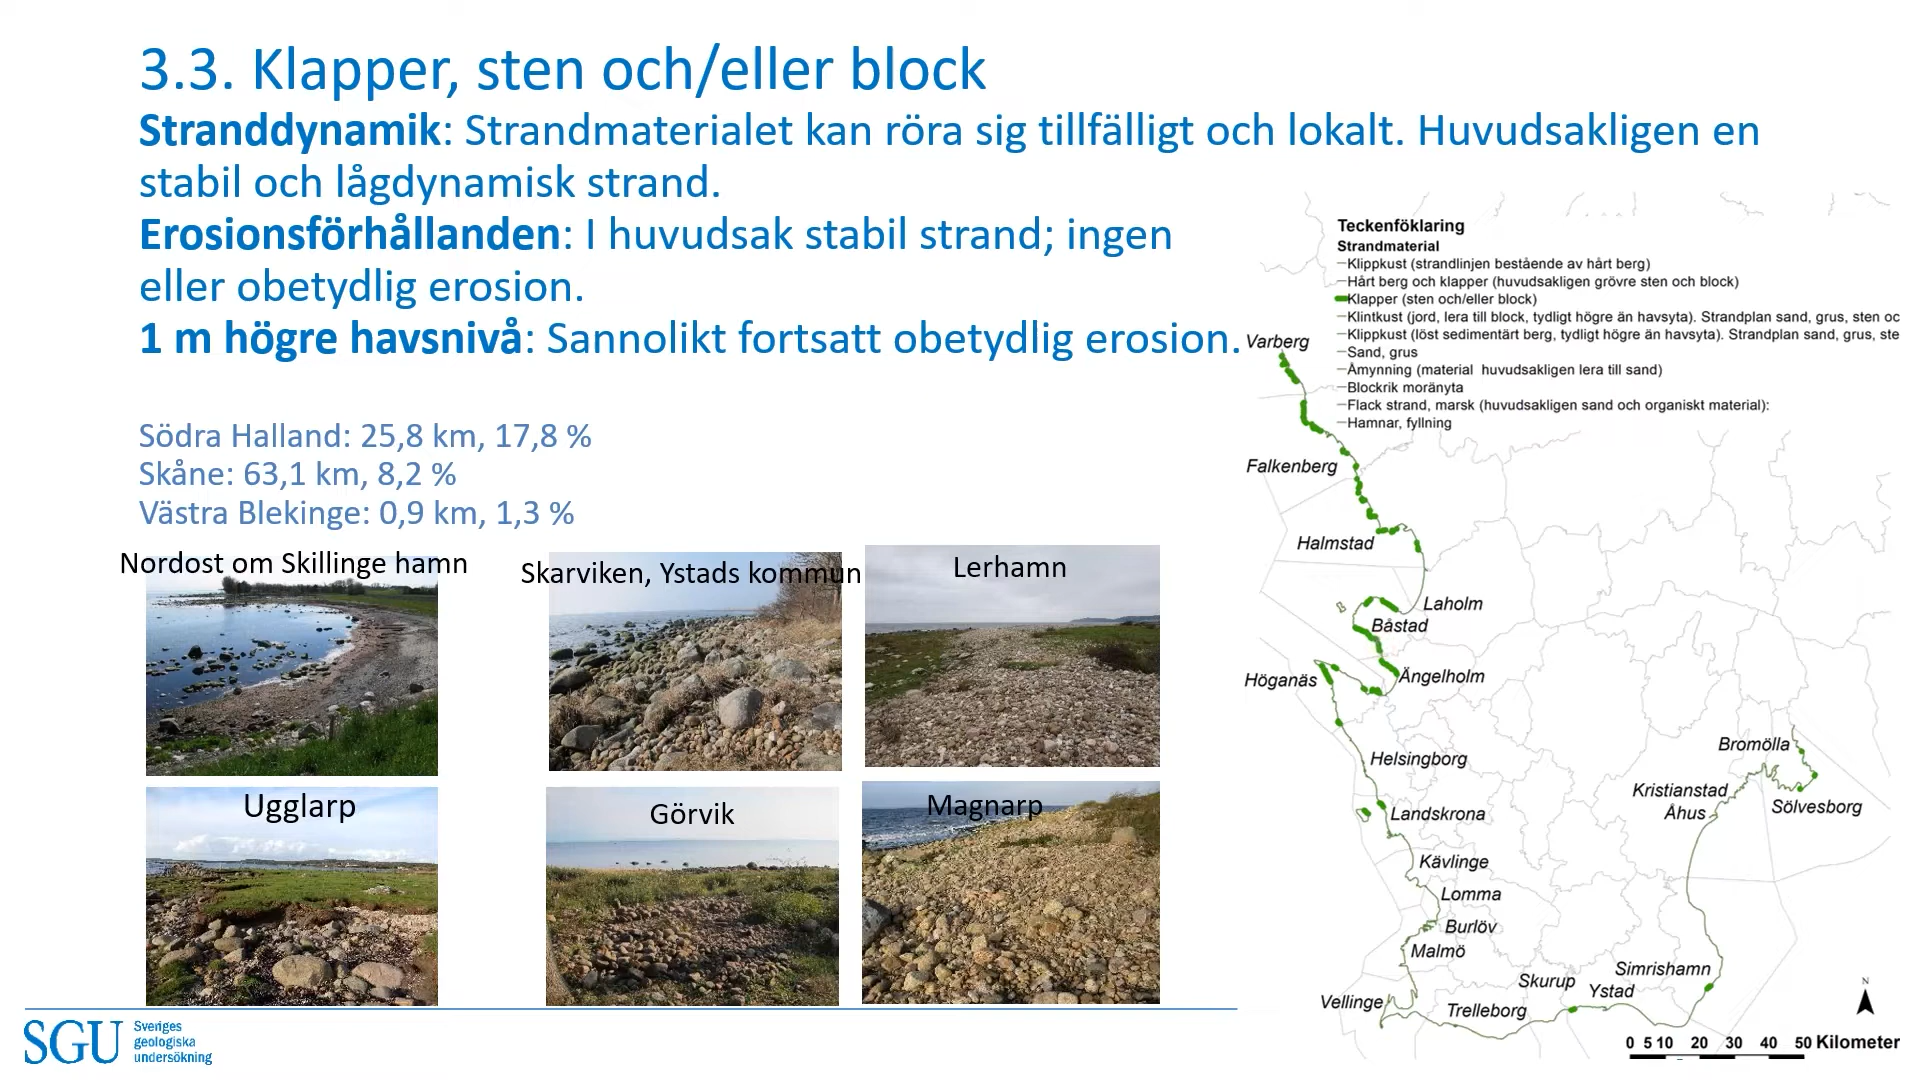 3.3. Klapper, sten och/eller block
Stranddynamik: Strandmaterialet kan röra sig tillfälligt och lokalt. Huvudsakligen en
stabil och lågdynamisk strand.
Erosionsförhållanden: I huvudsak stabil strand; ingen
eller obetydlig erosion.
1 m högre havsnivå: Sannolikt fortsatt obetydlig erosion.
Södra Halland: 25,8 km, 17,8 %
Skåne: 63,1 km, 8,2 %
Västra Blekinge: 0,9 km, 1,3 %
Nordost om Skillinge hamn
Skarviken, Ystads kommun
Lerhamn
Ugglarp
Görvik
Magnarp
Teckenföklaring
Strandmaterial
Klippkust (strandlinjen bestående av hårt berg)
Hårt berg och klapper (huvudsakligen grövre sten och block)
Klapper (sten och/eller block)
Klintkust (jord, lera till block, tydligt högre än havsyta). Strandplan sand, grus, sten oc
Klippkust (löst sedimentärt berg, tydligt högre än havsyta). Strandplan sand, grus, ste
Sand, grus
Åmynning (material huvudsakligen lera till sand)
Blockrik moränyta
Flack strand, marsk (huvudsakligen sand och organiskt material):
Hamnar, fyllning
Varberg
Falkenberg
Halmstad
Laholm
Båstad
Ängelholm
Höganäs
Helsingborg
Landskrona
Kävlinge
Lomma
Burlöv
Malmö
Vellinge
Trelleborg
Skurup
Ystad
Simrishamn
Bromölla
Kristianstad
Åhus
Sölvesborg
N
0 5 10 20 30 40 50 Kilometer
SGU
Sveriges
geologiska
undersökning